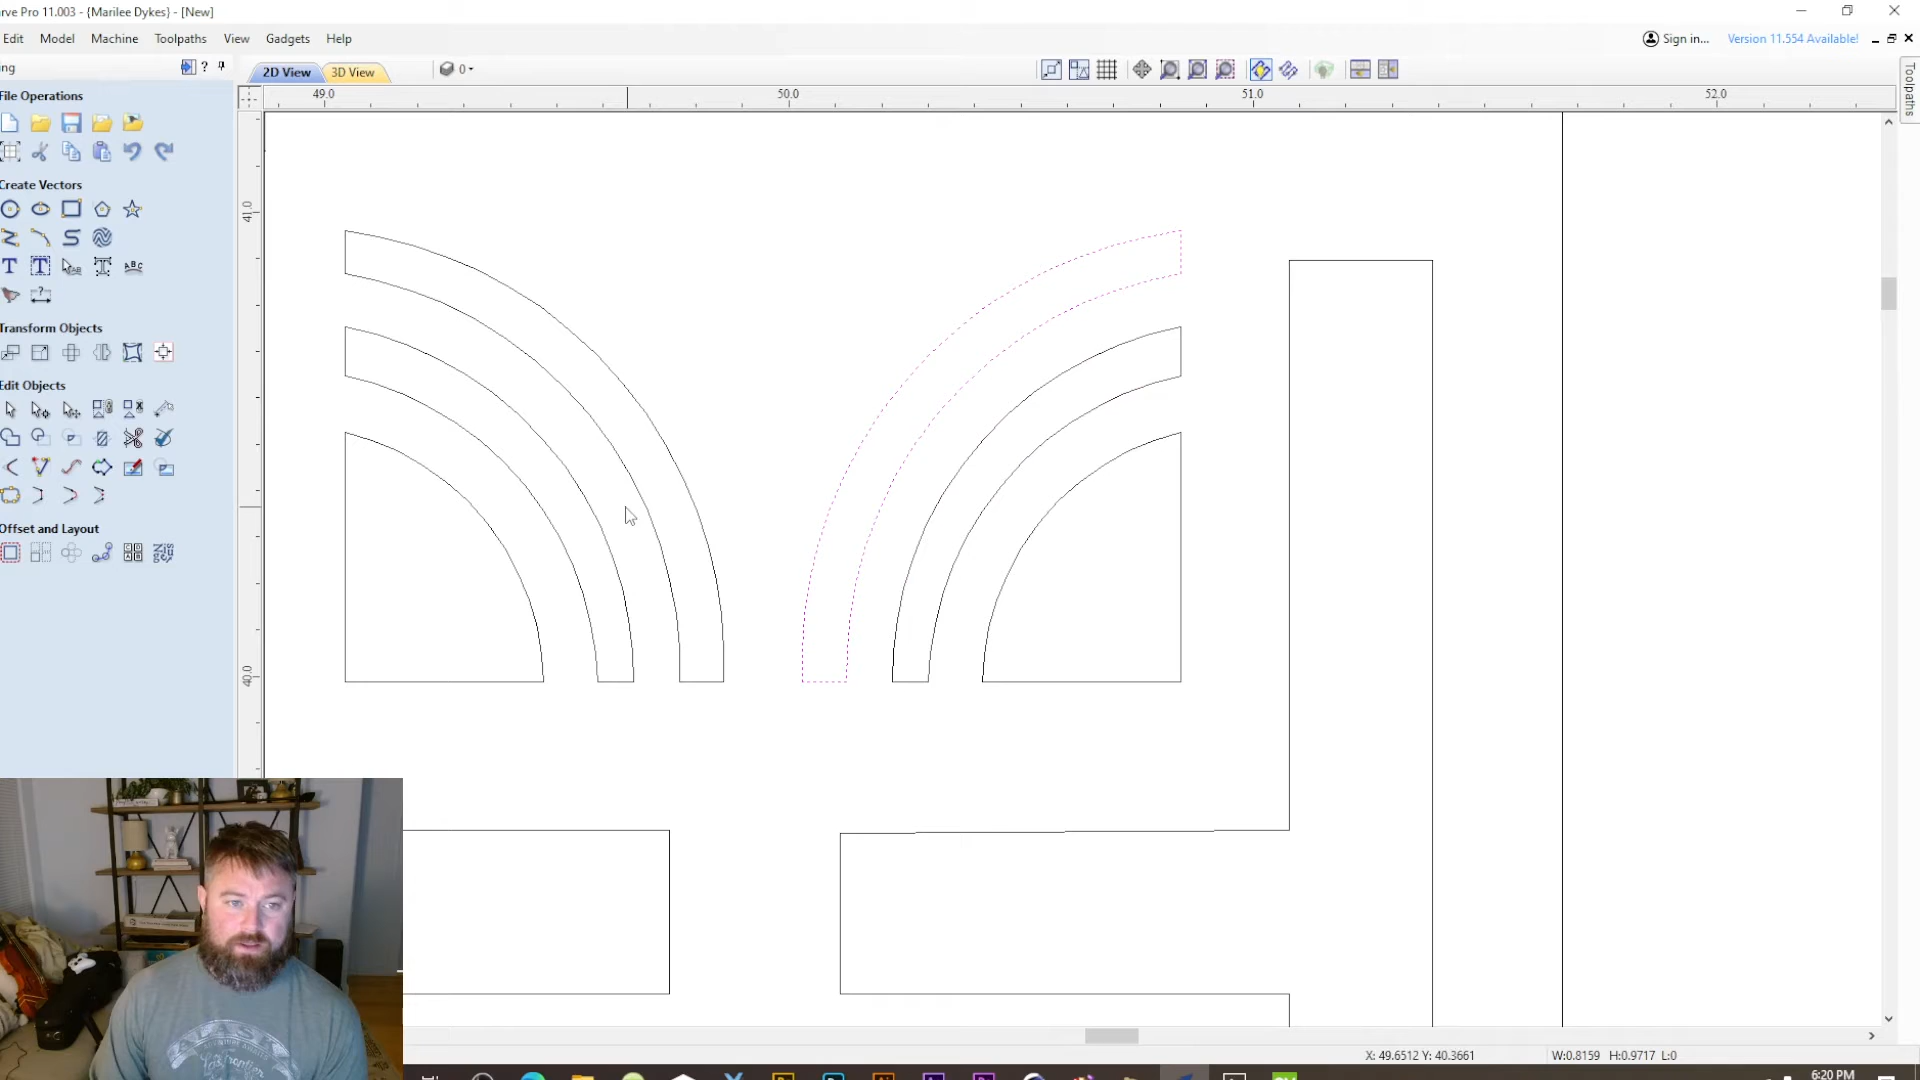 rve Pro 11.003 - {Marilee Dykes} - [New]
Edit Model Machine Toolpaths View Gadgets Help
Sign in... Version 11.554 Available!
ng ?
2D View 3D View 0
Toolpaths
File Operations
49.0 50.0 51.0 52.0
41.0
40.0
Create Vectors
Transform Objects
Edit Objects
Offset and Layout
X: 49.6512 Y: 40.3661 W:0.8159 H:0.9717 L:0
6:20 PM